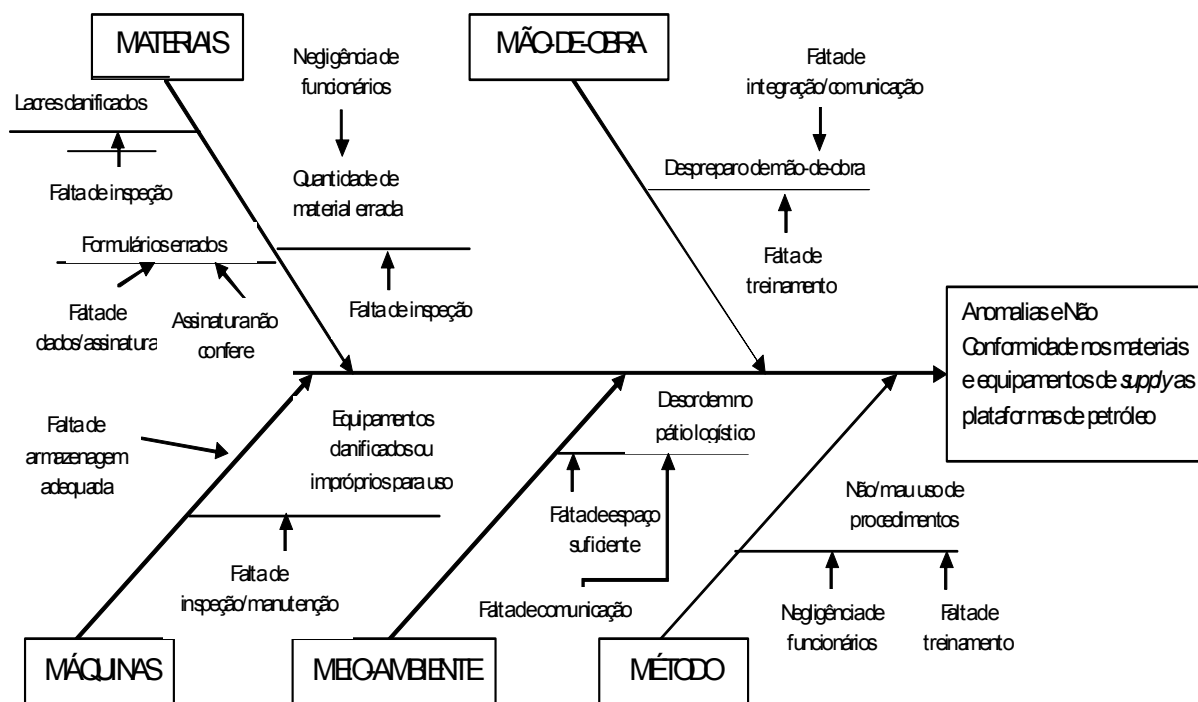 MATERIAIS
MÃO-DE-OBRA
Negligência de
funcionários
Falta de
integração/comunicação
Lacres danificados
Falta de inspeção
Quantidade de
material errada
Despreparo de mão-de-obra
Formulários errados
Falta de
treinamento
Falta de inspeção
Falta de
dados/assinatura
Assinatura não
confere
Anomalias e Não
Conformidade nos materiais
e equipamentos de supply as
plataformas de petróleo
Falta de
armazenagem
adequada
Equipamentos
danificados ou
impróprios para uso
Desordem no
pátio logístico
Não/mau uso de
procedimentos
Falta de espaço
suficiente
Falta de
inspeção/manutenção
Falta de comunicação
Negligência de
funcionários
Falta de
treinamento
MÁQUINAS
MEIO-AMBIENTE
MÉTODO